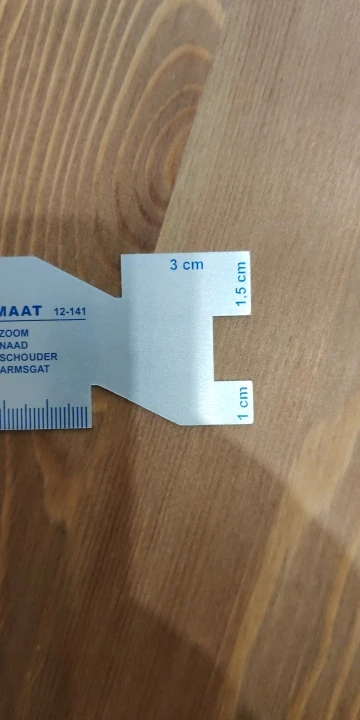 3 cm
1,5 cm
MAAT 12-141
ZOOM
NAAD
SCHOUDER
ARMSGAT
1 cm